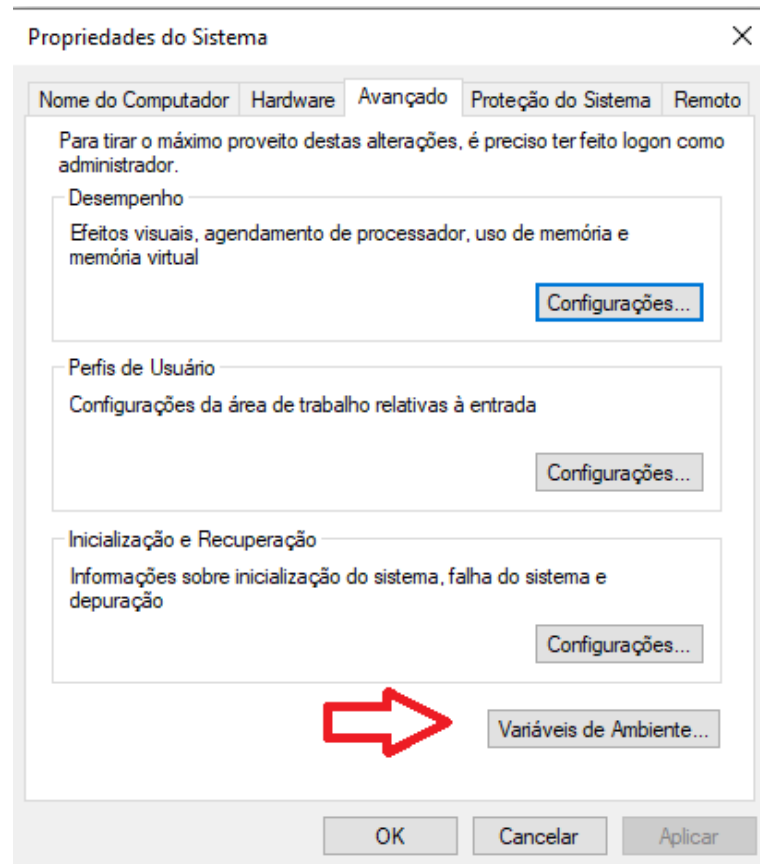 Propriedades do Sistema
Nome do Computador Hardware Avançado Proteção do Sistema Remoto
Para tirar o máximo proveito destas alterações, é preciso ter feito logon como
administrador.
Desempenho
Efeitos visuais, agendamento de processador, uso de memória e
memória virtual
Configurações...
Perfis de Usuário
Configurações da área de trabalho relativas à entrada
Configurações...
Inicialização e Recuperação
Informações sobre inicialização do sistema, falha do sistema e
depuração
Configurações...
Variáveis de Ambiente...
OK Cancelar Aplicar